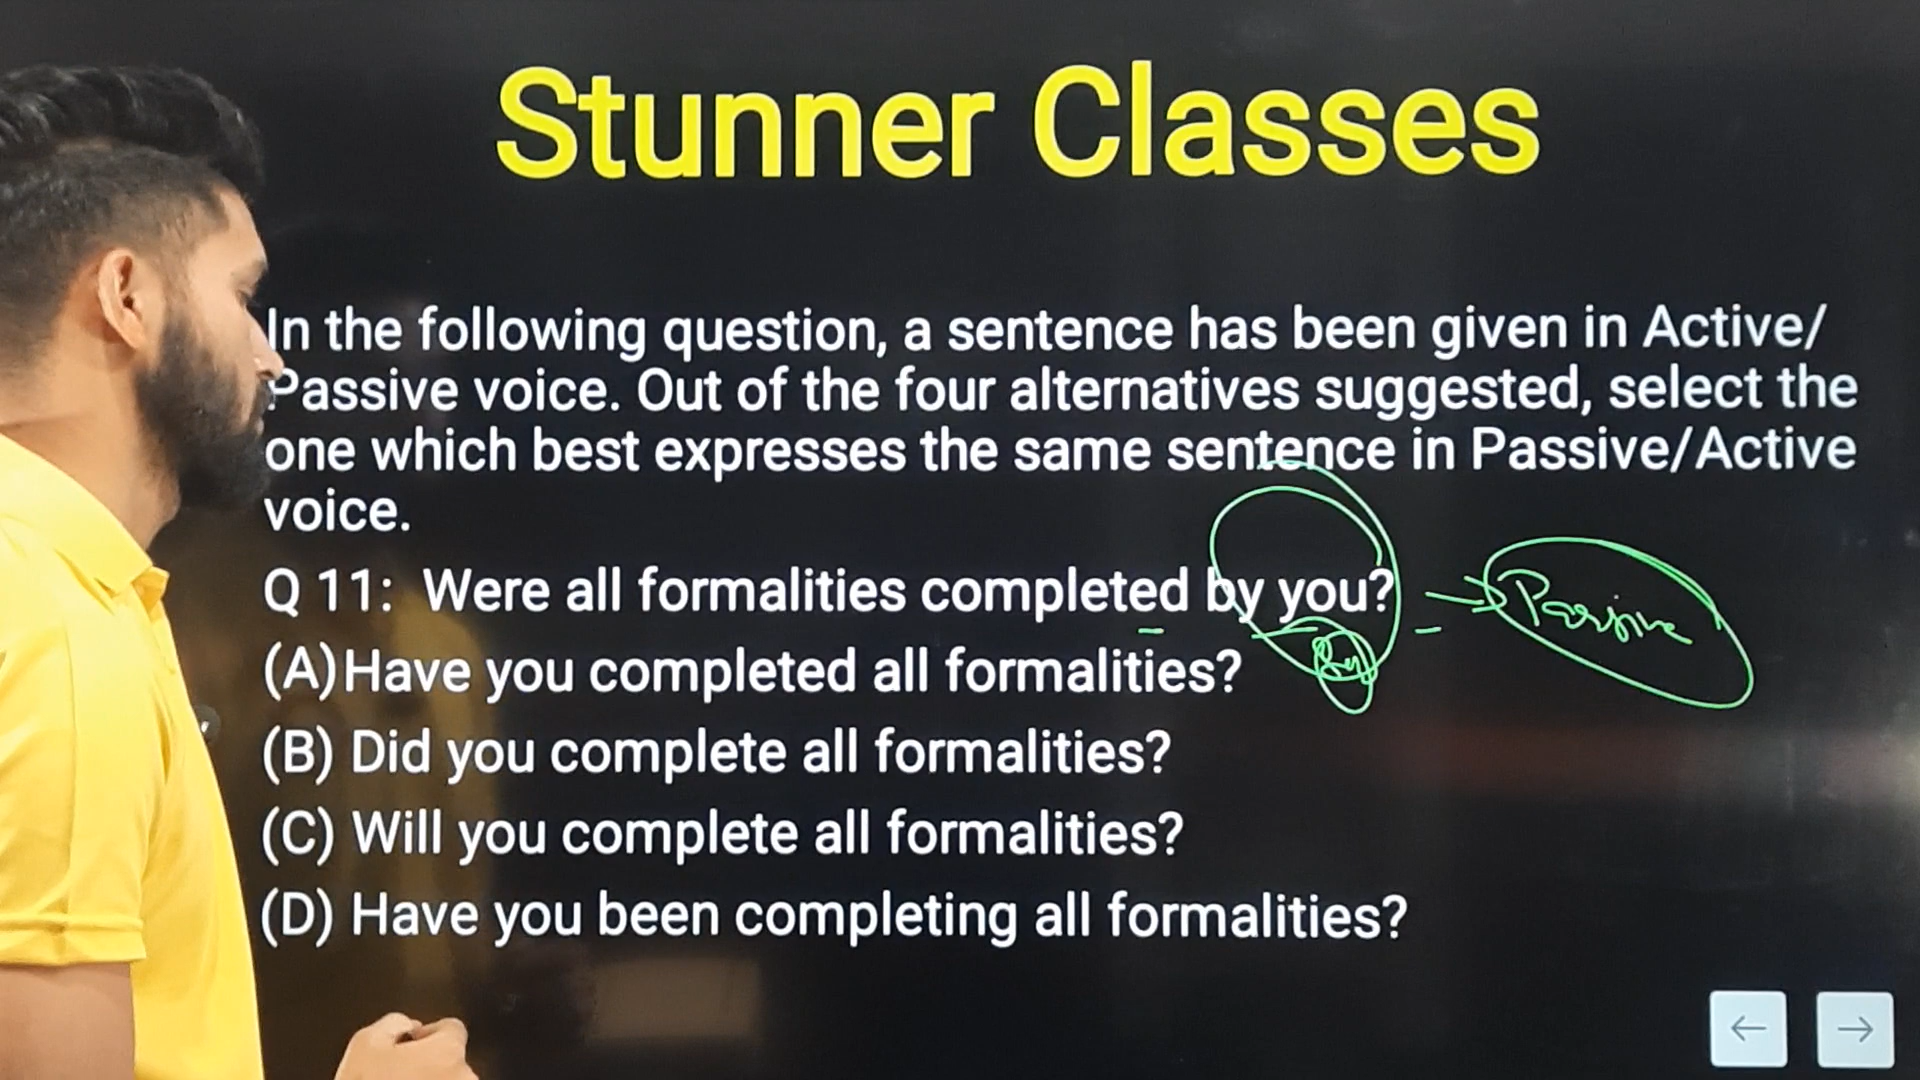 Stunner Classes
In the following question, a sentence has been given in Active/
Passive voice. Out of the four alternatives suggested, select the
one which best expresses the same sentence in Passive/Active
voice.
Q 11: Were all formalities completed by you? Passive
By
(A)Have you completed all formalities?
(B) Did you complete all formalities?
(C) Will you complete all formalities?
(D) Have you been completing all formalities?